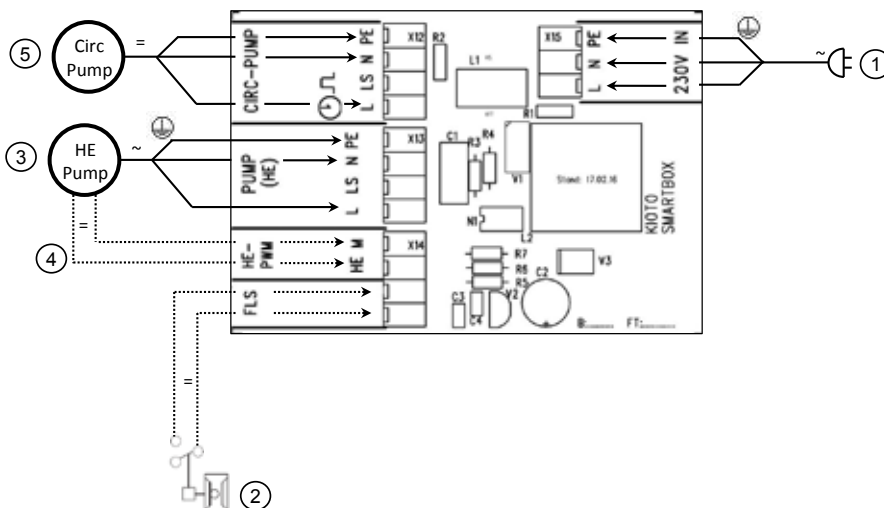 5
Circ
Pump
=
CIRC-PUMP
PE
N
LS
L
X12
R2
L1
X15
PE
N
L
230V IN
~
1
3
HE
Pump
~
PUMP
(HE)
PE
N
LS
L
X13
C1
R3
R4
R1
V1
Stand: 17.02.16
KIOTO
SMARTBOX
N1
L2
4
=
HE-
PWM
M
HE
X14
R7
R6
R5
C2
V3
FLS
C3
C4
V2
B:
FT:
=
2